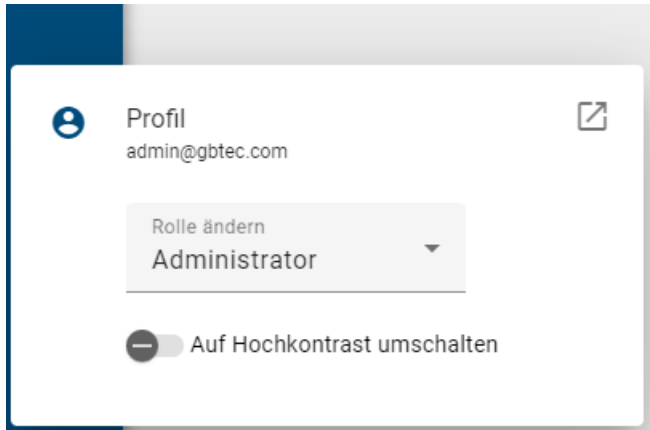 Profil
admin@gbtec.com
Rolle ändern
Administrator
Auf Hochkontrast umschalten